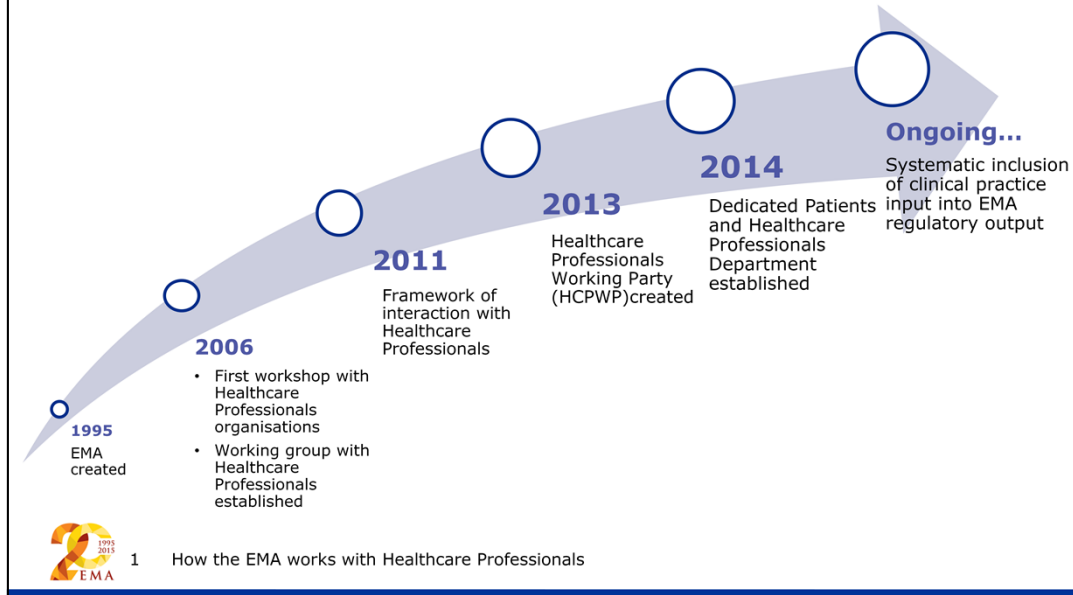 1995
EMA
created
2006
• First workshop with
Healthcare
Professionals
organisations
• Working group with
Healthcare
Professionals
established
2011
Framework of
interaction with
Healthcare
Professionals
2013
Healthcare
Professionals
Working Party
(HCPWP)created
2014
Dedicated Patients
and Healthcare
Professionals
Department
established
Ongoing...
Systematic inclusion
of clinical practice
input into EMA
regulatory output
20
1995
2015
EMA
1 How the EMA works with Healthcare Professionals